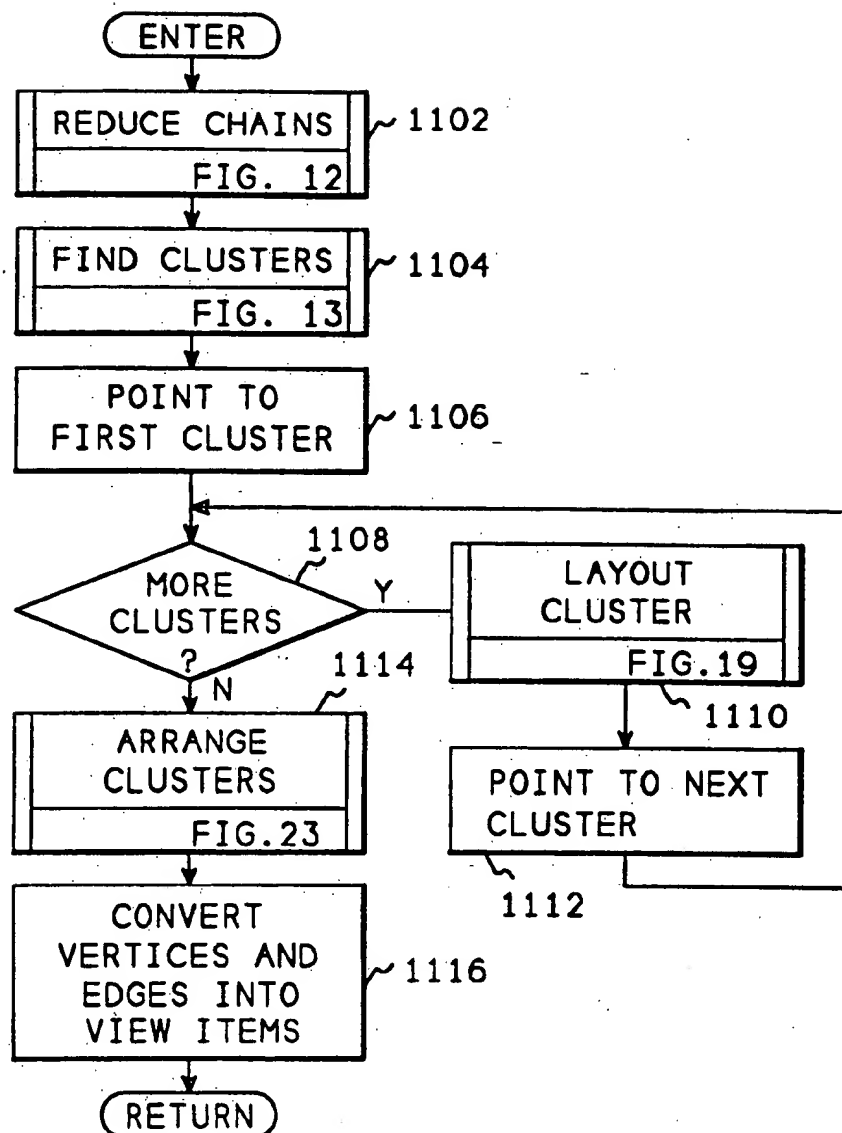 ENTER
REDUCE CHAINS
FIG. 12
1102
FIND CLUSTERS
FIG. 13
1104
POINT TO
FIRST CLUSTER
1106
1108
MORE
CLUSTERS
?
Y
N
LAYOUT
CLUSTER
FIG.19
1110
POINT TO NEXT
CLUSTER
1112
1114
ARRANGE
CLUSTERS
FIG.23
CONVERT
VERTICES AND
EDGES INTO
VIEW ITEMS
1116
RETURN